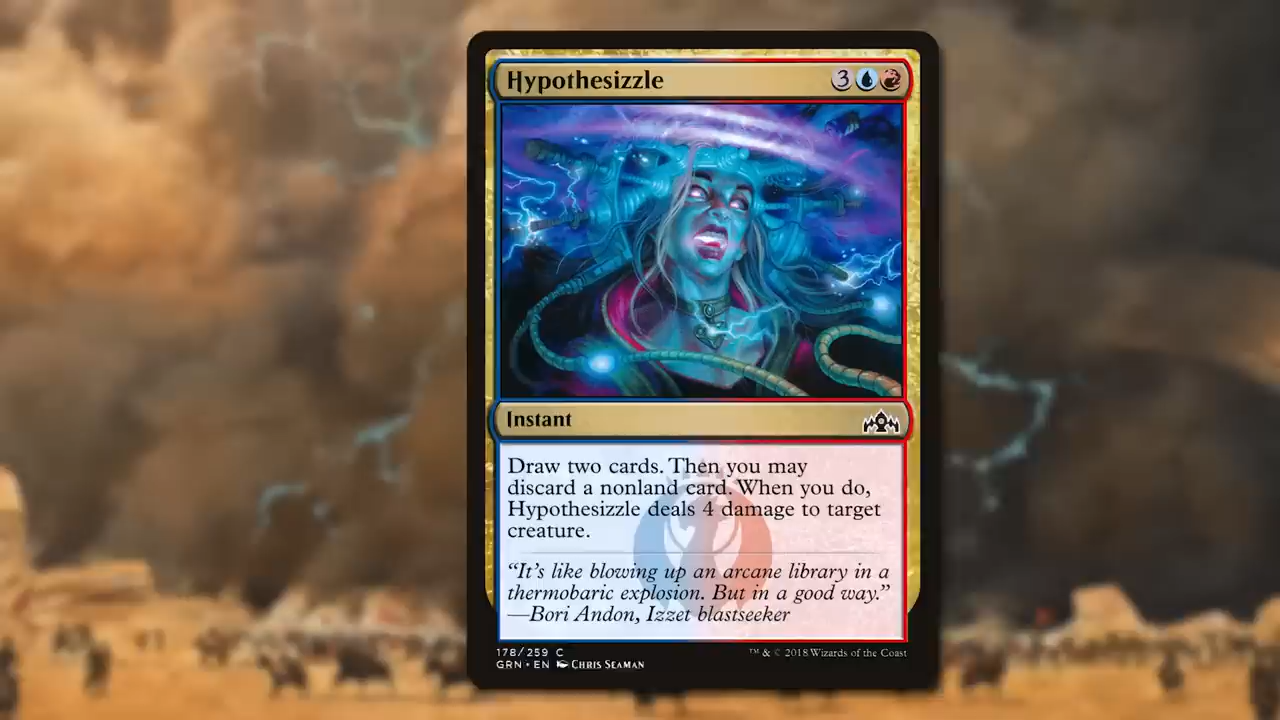 Hypothesizzle 3
Instant
Draw two cards. Then you may
discard a nonland card. When you do,
Hypothesizzle deals 4 damage to target
creature.
“It's like blowing up an arcane library in a
thermobaric explosion. But in a good way.”
—Bori Andon, Izzet blastseeker
178/259 C
GRN • EN Chris Seaman
™ & © 2018 Wizards of the Coast